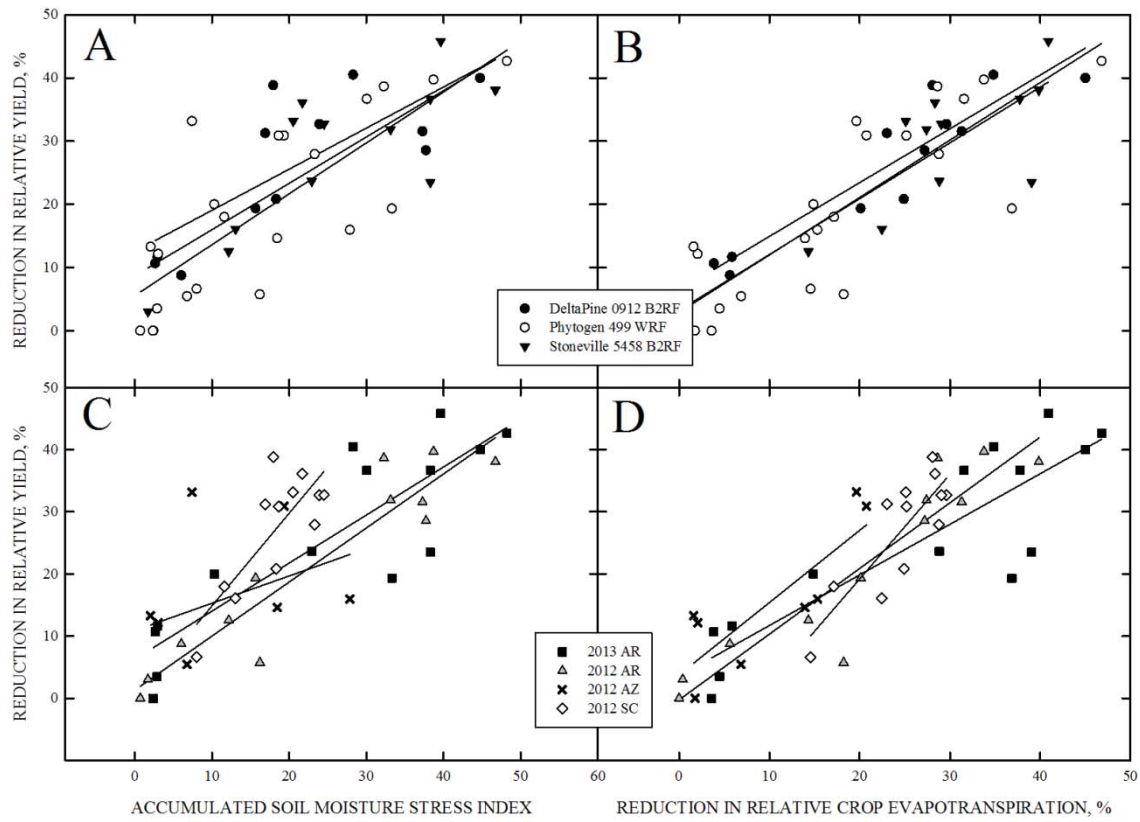 50
40
30
20
10
0
REDUCTION IN RELATIVE YIELD, %
A
B
DeltaPine 0912 B2RF
Phytogen 499 WRF
Stoneville 5458 B2RF
50
40
30
20
10
0
REDUCTION IN RELATIVE YIELD, %
C
D
2013 AR
2012 AR
2012 AZ
2012 SC
0 10 20 30 40 50 60 0 10 20 30 40 50
ACCUMULATED SOIL MOISTURE STRESS INDEX
REDUCTION IN RELATIVE CROP EVAPOTRANSPIRATION, %